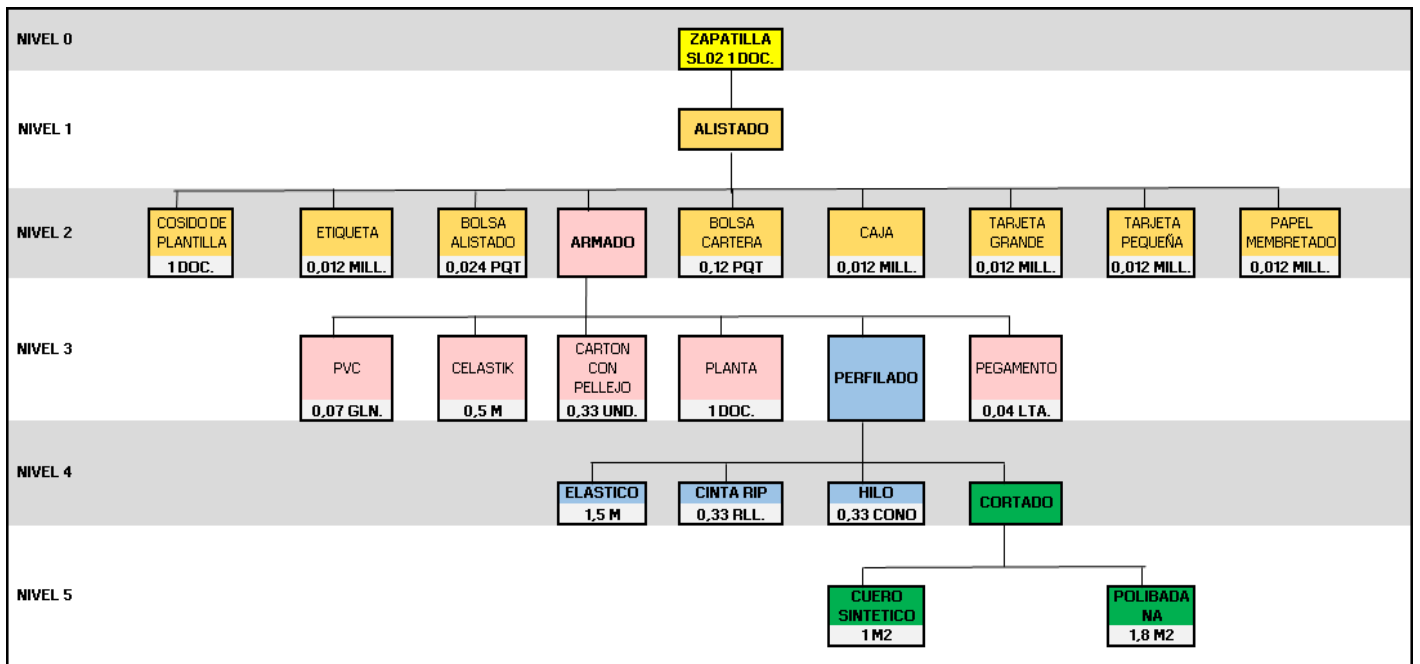 NIVEL 0
ZAPATILLA
SL02 1 DOC.
NIVEL 1
ALISTADO
NIVEL 2
COSIDO DE
PLANTILLA
1 DOC.
ETIQUETA
0,012 MILL.
BOLSA
ALISTADO
0,024 PQT
ARMADO
BOLSA
CARTERA
0,12 PQT
CAJA
0,012 MILL.
TARJETA
GRANDE
0,012 MILL.
TARJETA
PEQUEÑA
0,012 MILL.
PAPEL
MEMBRETADO
0,012 MILL.
NIVEL 3
PVC
0,07 GLN.
CELASTIK
0,5 M
CARTON
CON
PELLEJO
0,33 UND.
PLANTA
1 DOC.
PERFILADO
PEGAMENTO
0,04 LTA.
NIVEL 4
ELASTICO
1,5 M
CINTA RIP
0,33 RLL.
HILO
0,33 CONO
CORTADO
NIVEL 5
CUERO
SINTETICO
1 M2
POLIBADA
NA
1,8 M2